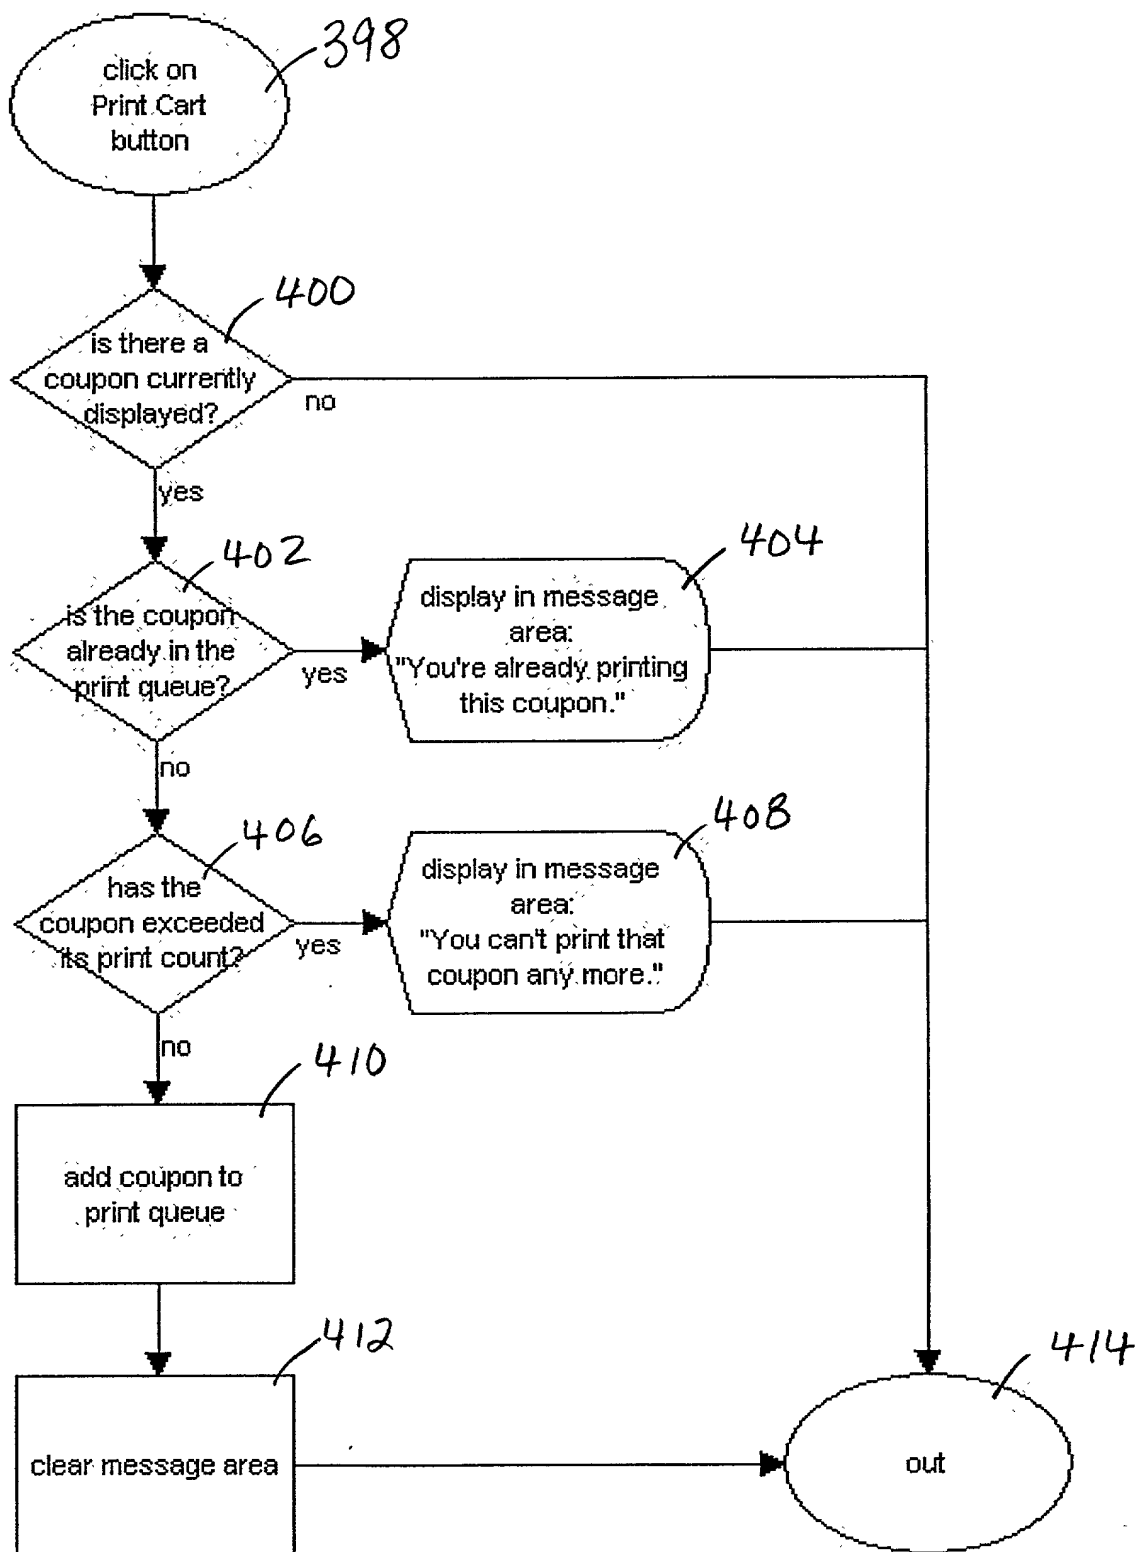 398
click on
Print Cart
button
400
is there a
coupon currently
displayed?
no
yes
402
is the coupon
already in the
print queue?
yes
404
display in message
area:
"You're already printing
this coupon."
no
406
has the
coupon exceeded
its print count?
yes
408
display in message
area:
"You can't print that
coupon any more."
no
410
add coupon to
print queue
412
clear message area
414
out